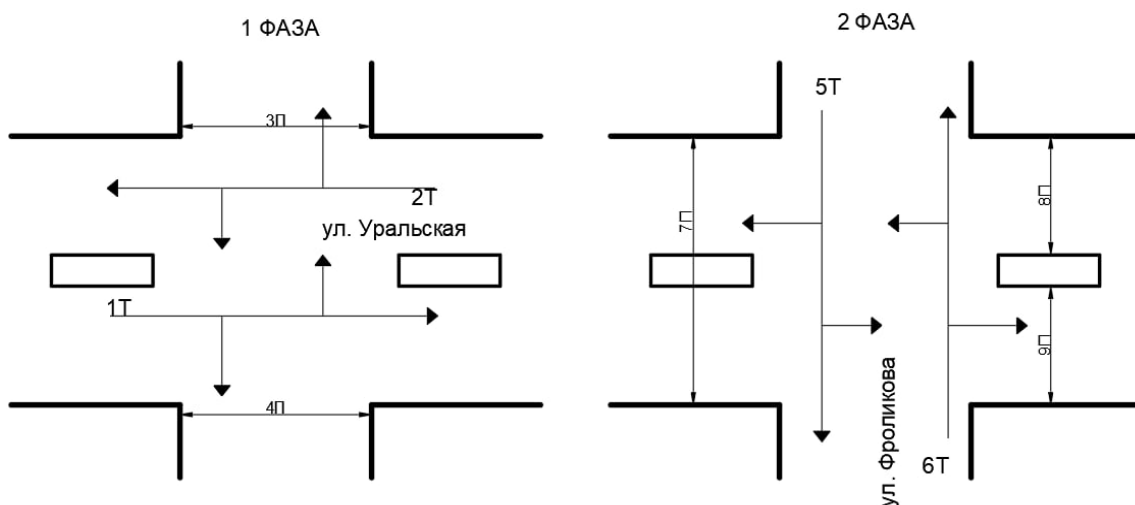 1 ФАЗА
3П
2Т
ул. Уральская
1Т
4П
2 ФАЗА
5Т
7П
8П
9П
ул. Фроликова
6Т